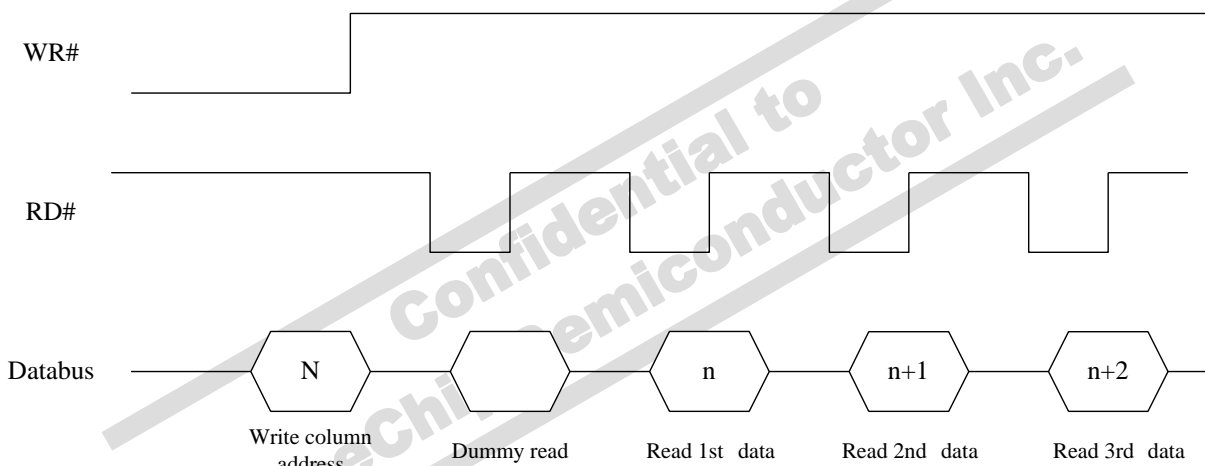 WR#
Confidential to
eChip Semiconductor Inc.
RD#
Databus
N
n
n+1
n+2
Write column
address
Dummy read
Read 1st data
Read 2nd data
Read 3rd data